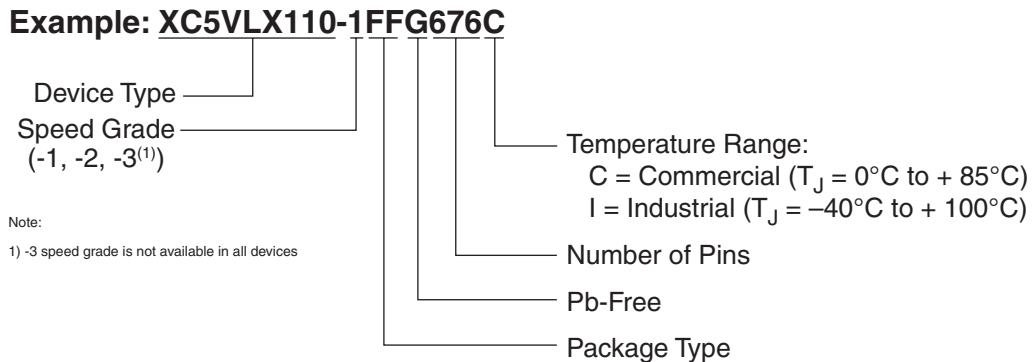 Example: XC5VLX110-1FFG676C
Device Type
Speed Grade
(-1, -2, -3(1))
Temperature Range:
C = Commercial (TJ = 0°C to + 85°C)
I = Industrial (TJ = –40°C to + 100°C)
Note:
1) -3 speed grade is not available in all devices
Number of Pins
Pb-Free
Package Type